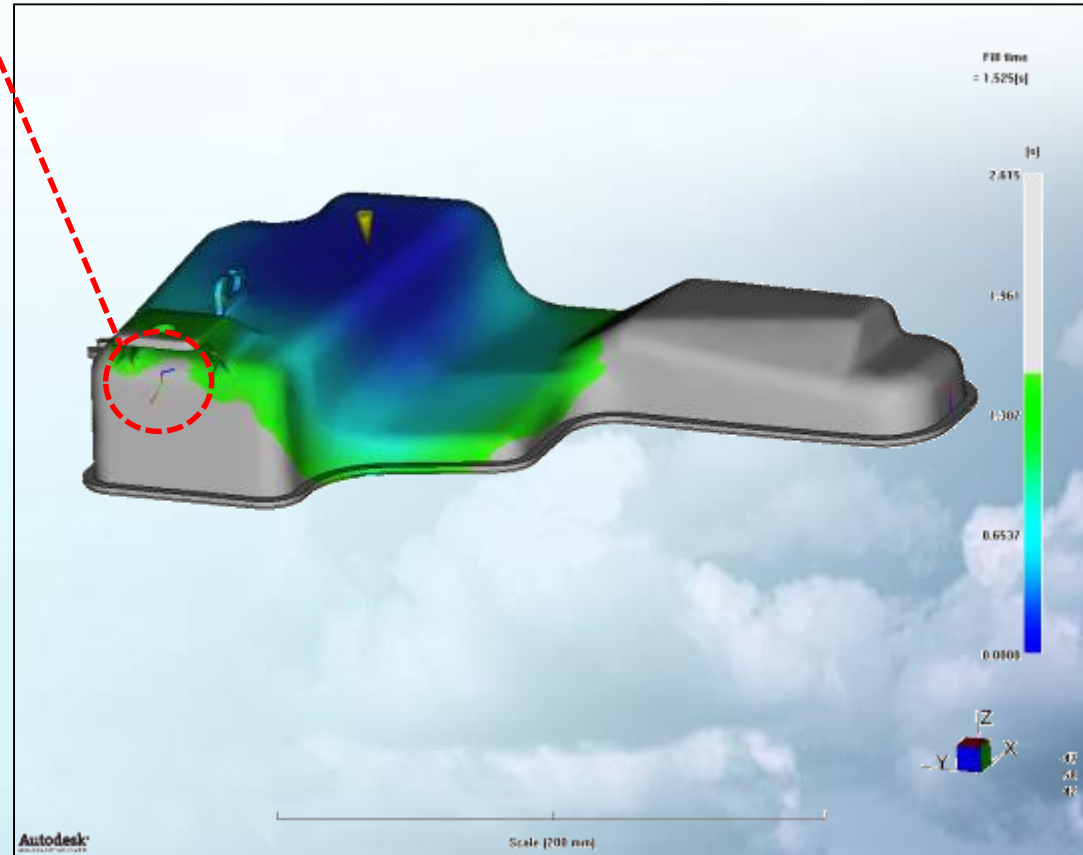 Fill time
= 1.525[s]
[s]
2.615
1.961
1.307
0.6537
0.0000
Z
Y
X
Autodesk
Scale (200 mm)